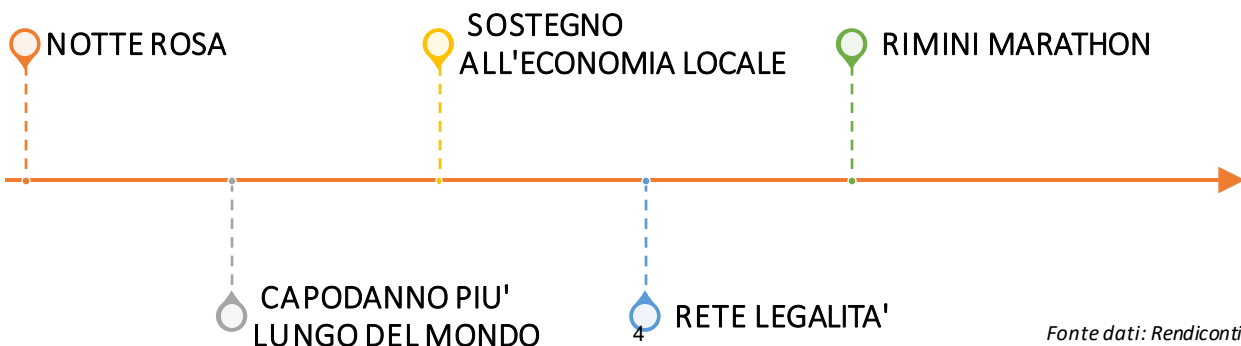 NOTTE ROSA
SOSTEGNO
ALL'ECONOMIA LOCALE
RIMINI MARATHON
CAPODANNO PIU'
LUNGO DEL MONDO
RETE LEGALITA'
4
Fonte dati: Rendiconti